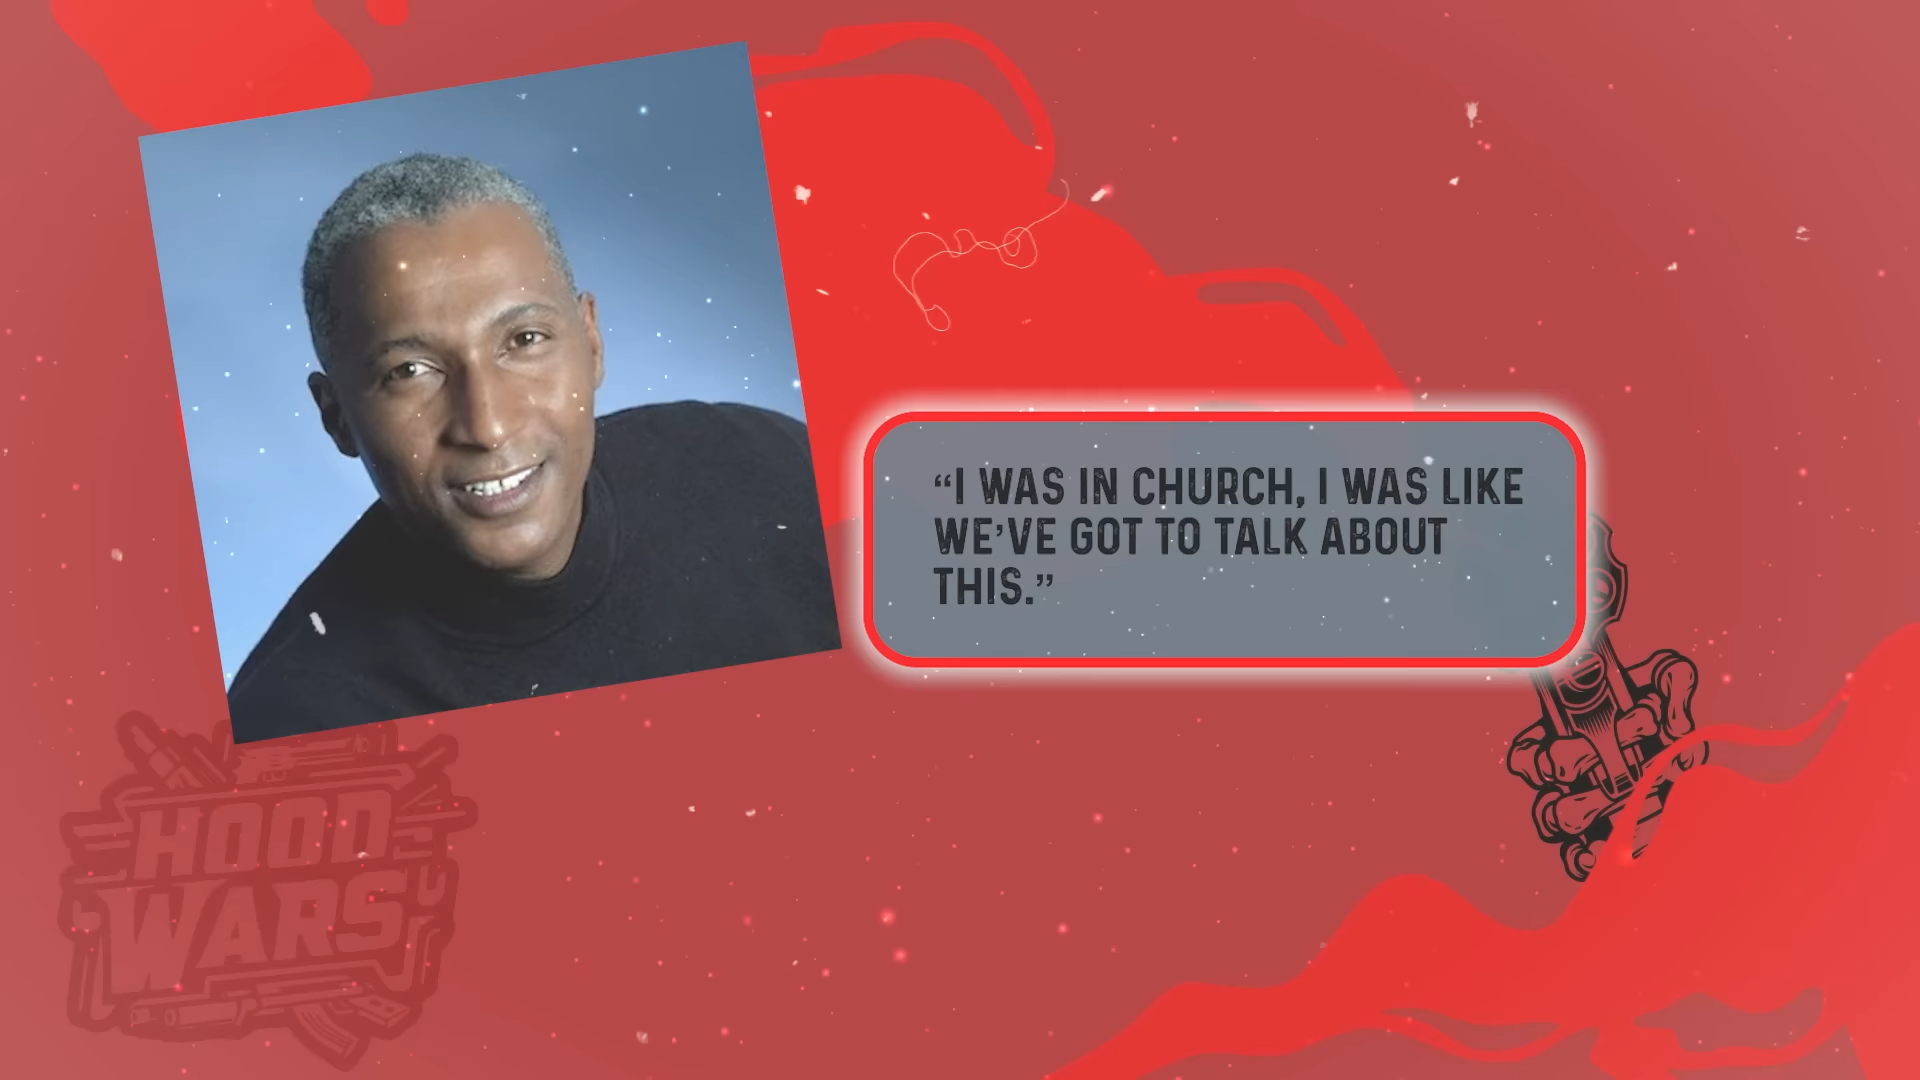 “I WAS IN CHURCH, I WAS LIKE
WE’VE GOT TO TALK ABOUT
THIS.”
HOOD
WARS